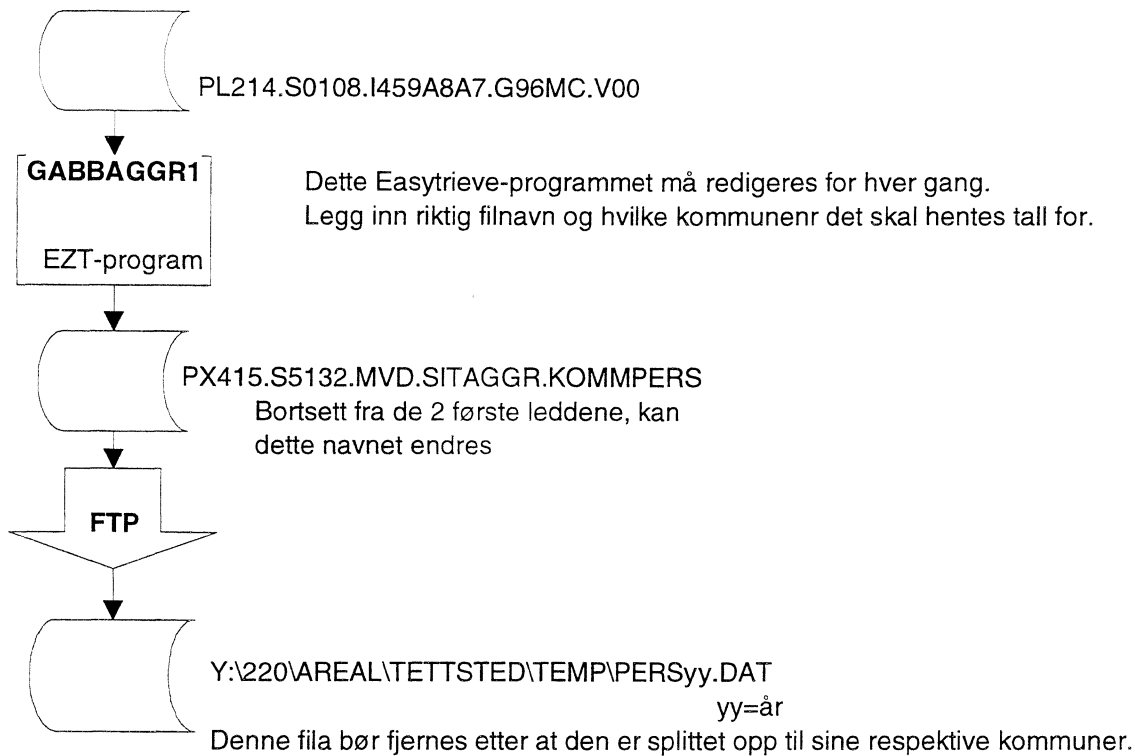 PL214.S0108.I459A8A7.G96MC.V00
GABBAGGR1
EZT-program
Dette Easytrieve-programmet må redigeres for hver gang.
Legg inn riktig filnavn og hvilke kommunenr det skal hentes tall for.
PX415.S5132.MVD.SITAGGR.KOMMPERS
Bortsett fra de 2 første leddene, kan
dette navnet endres
FTP
Y:\220\AREAL\TETTSTED\TEMP\PERSyy.DAT
yy=år
Denne fila bør fjernes etter at den er splittet opp til sine respektive kommuner.